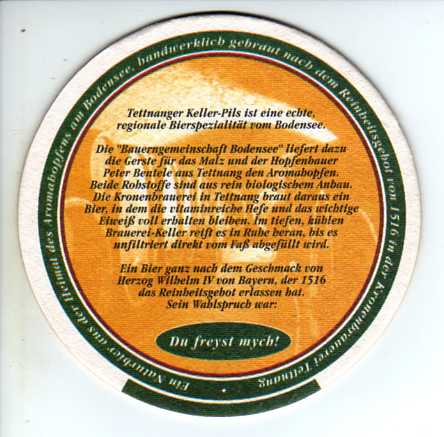 Ein Naturbier aus der Heimat des Aromahopfens am Bodensee, handwerklich gebraut nach dem Reinheitsgebot von 1516 in der Kronenbrauerei Tettnang
Tettnanger Keller-Pils ist eine echte,
regionale Bierspezialität vom Bodensee.
Die "Bauerngemeinschaft Bodensee" liefert dazu
die Gerste für das Malz und der Hopfenbauer
Peter Bentele aus Tettnang den Aromahopfen.
Beide Rohstoffe sind aus rein biologischem Anbau.
Die Kronenbrauerei in Tettnang braut daraus ein
Bier, in dem die vitaminreiche Hefe und das wichtige
Eiweiß voll erhalten bleiben. Im tiefen, kühlen
Brauerei-Keller reift es in Ruhe heran, bis es
unfiltriert direkt vom Faß abgefüllt wird.
Ein Bier ganz nach dem Geschmack von
Herzog Wilhelm IV von Bayern, der 1516
das Reinheitsgebot erlassen hat.
Sein Wahlspruch war:
Du freyst mych!